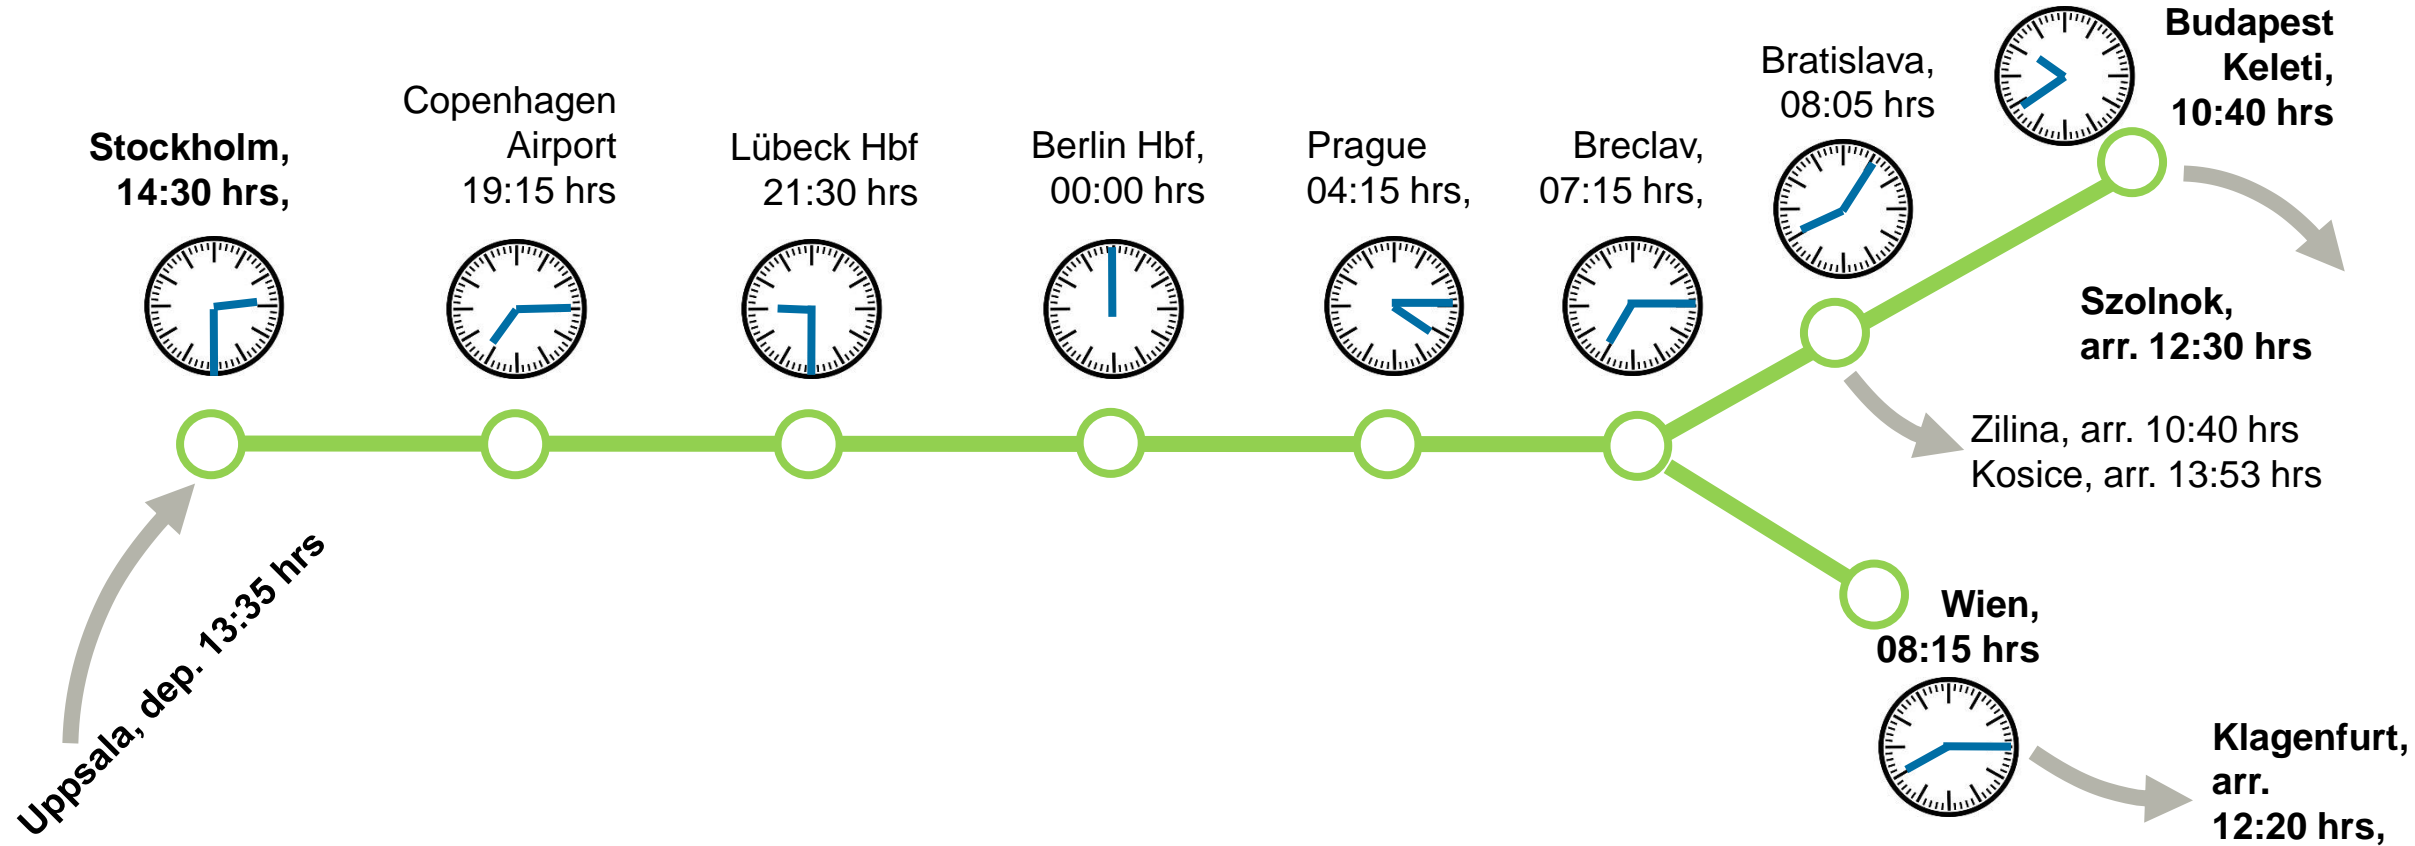 Stockholm,
14:30 hrs,
Copenhagen
Airport
19:15 hrs
Lübeck Hbf
21:30 hrs
Berlin Hbf,
00:00 hrs
Prague
04:15 hrs,
Breclav,
07:15 hrs,
Bratislava,
08:05 hrs
Budapest
Keleti,
10:40 hrs
Szolnok,
arr. 12:30 hrs
Zilina, arr. 10:40 hrs
Kosice, arr. 13:53 hrs
Uppsala, dep. 13:35 hrs
Wien,
08:15 hrs
Klagenfurt,
arr.
12:20 hrs,